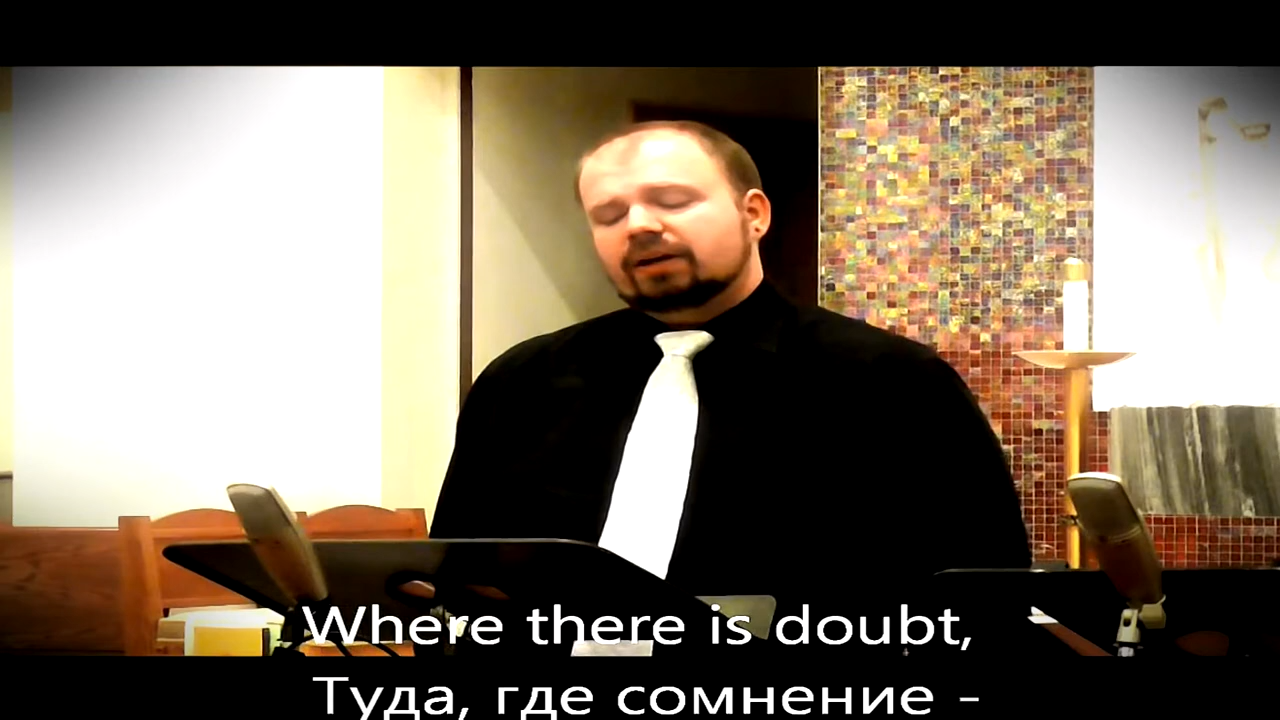 Where there is doubt,
Туда, где сомнение -